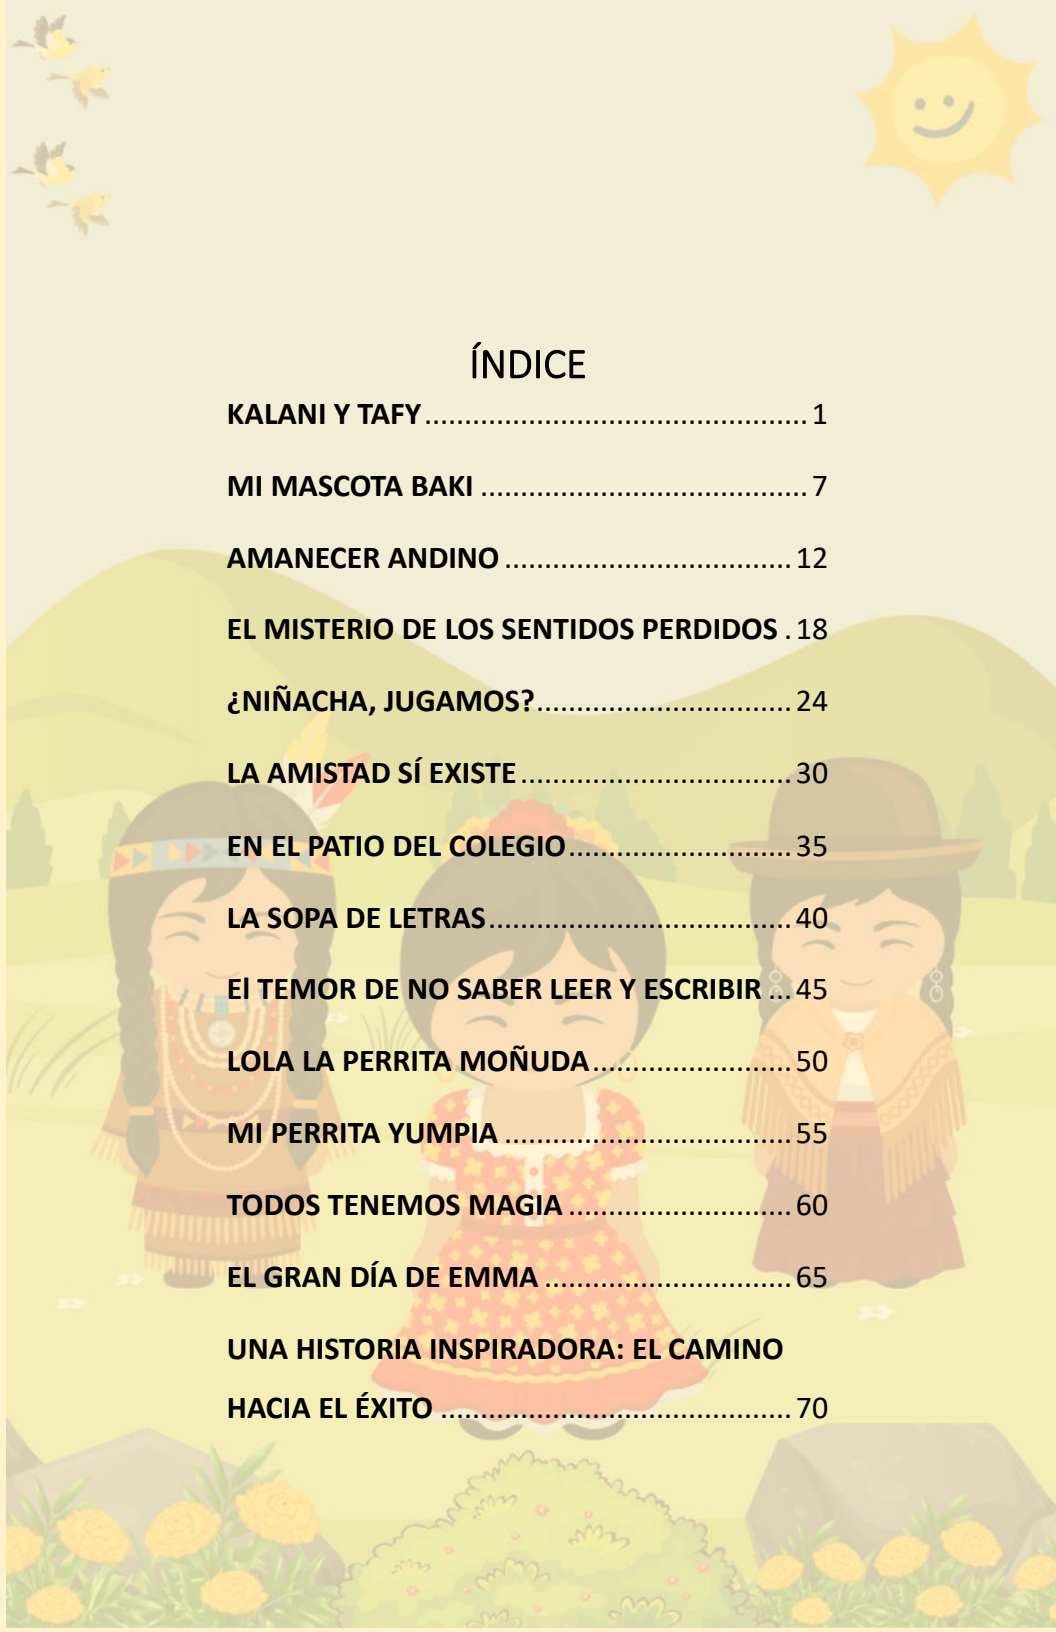 ÍNDICE
KALANI Y TAFY................................................ 1
MI MASCOTA BAKI ......................................... 7
AMANECER ANDINO .................................... 12
EL MISTERIO DE LOS SENTIDOS PERDIDOS . 18
¿NIÑACHA, JUGAMOS?................................ 24
LA AMISTAD SÍ EXISTE.................................. 30
EN EL PATIO DEL COLEGIO............................ 35
LA SOPA DE LETRAS...................................... 40
El TEMOR DE NO SABER LEER Y ESCRIBIR ... 45
LOLA LA PERRITA MOÑUDA......................... 50
MI PERRITA YUMPIA .................................... 55
TODOS TENEMOS MAGIA ............................ 60
EL GRAN DÍA DE EMMA ............................... 65
UNA HISTORIA INSPIRADORA: EL CAMINO
HACIA EL ÉXITO ............................................ 70